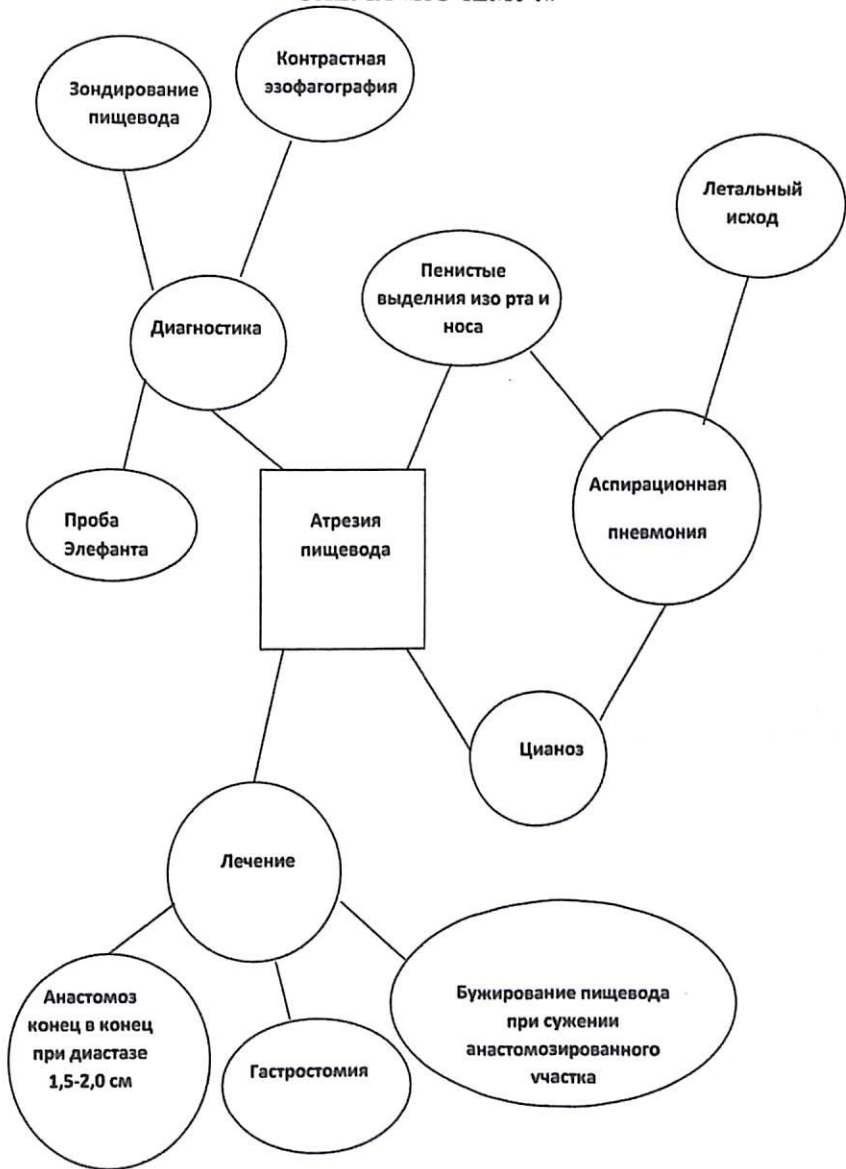 Зондирование
пищевода
Контрастная
эзофагография
Летальный
исход
Пенистые
выделния изо рта и
носа
Диагностика
Аспирационная
пневмония
Проба
Элефанта
Атрезия
пищевода
Цианоз
Лечение
Анастомоз
конец в конец
при диастазе
1,5-2,0 см
Гастростомия
Бужирование пищевода
при сужении
анастомозированного
участка